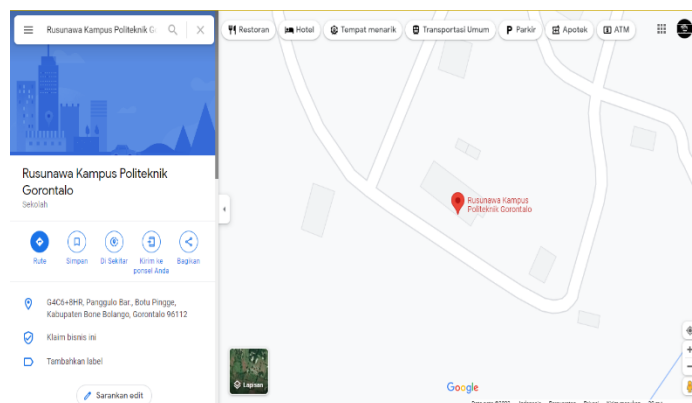 Rusunawa Kampus Politeknik G
Restoran
Hotel
Tempat menarik
Transportasi Umum
P Parkir
Apotek
ATM
Rusunawa Kampus Politeknik
Gorontalo
Sekolah
Rute
Simpan
Di Sekitar
Kirim ke
ponsel Anda
Bagikan
G4C6+8HR, Panggulo Bar., Botu Pingge,
Kabupaten Bone Bolango, Gorontalo 96112
Klaim bisnis ini
Tambahkan label
Sarankan edit
Rusunawa Kampus
Politeknik Gorontalo
Lapisan
Google